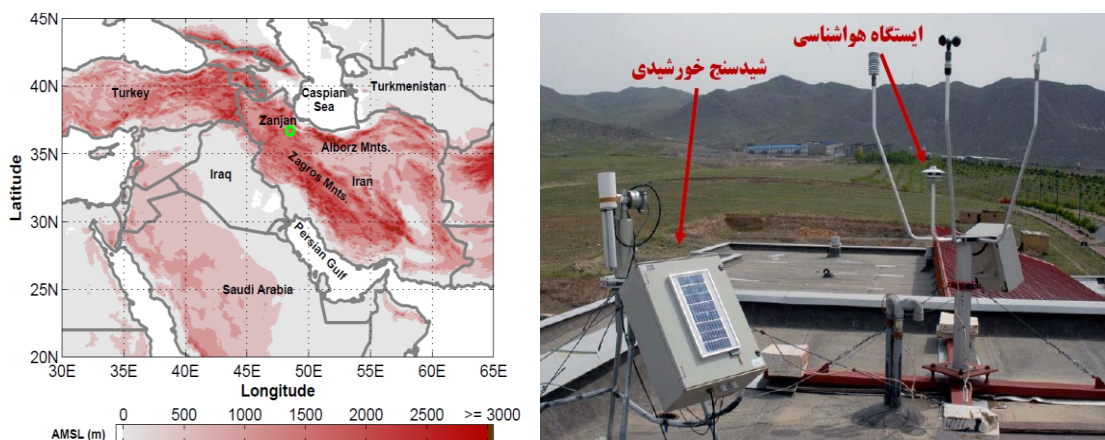 45N
40N
35N
30N
25N
20N
Latitude
Turkey
Caspian
Sea
Turkmenistan
Zanjan
Alborz Mnts.
Zagros Mnts.
Iran
Iraq
Persian Gulf
Saudi Arabia
30E 35E 40E 45E 50E 55E 60E 65E
Longitude
0 500 1000 1500 2000 2500 >= 3000
AMSL (m)
ایستگاه هواشناسی
شیدسنج خورشیدی